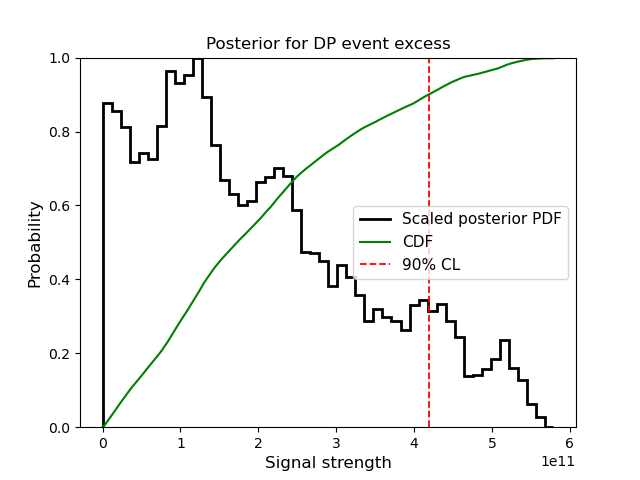 Posterior for DP event excess
Probability
1.0
0.8
0.6
0.4
0.2
0.0
Scaled posterior PDF
CDF
90% CL
0 1 2 3 4 5 6
1e11
Signal strength